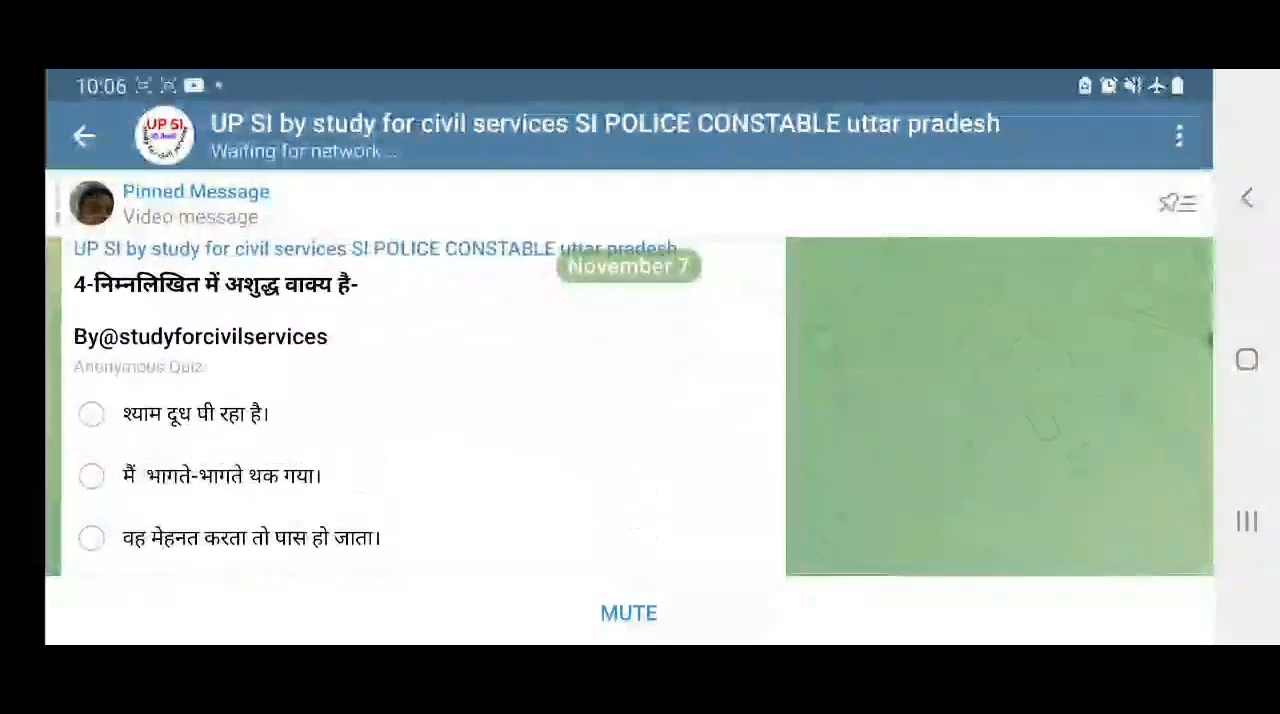 10:06
UP SI by study for civil services SI POLICE CONSTABLE uttar pradesh
Waiting for network...
UP SI
Pinned Message
Video message
UP SI by study for civil services SI POLICE CONSTABLE uttar pradesh
November 7
4-निम्नलिखित में अशुद्ध वाक्य है-
By@studyforcivilservices
Anonymous Quiz
श्याम दूध पी रहा है।
मैं भागते-भागते थक गया।
वह मेहनत करता तो पास हो जाता।
MUTE